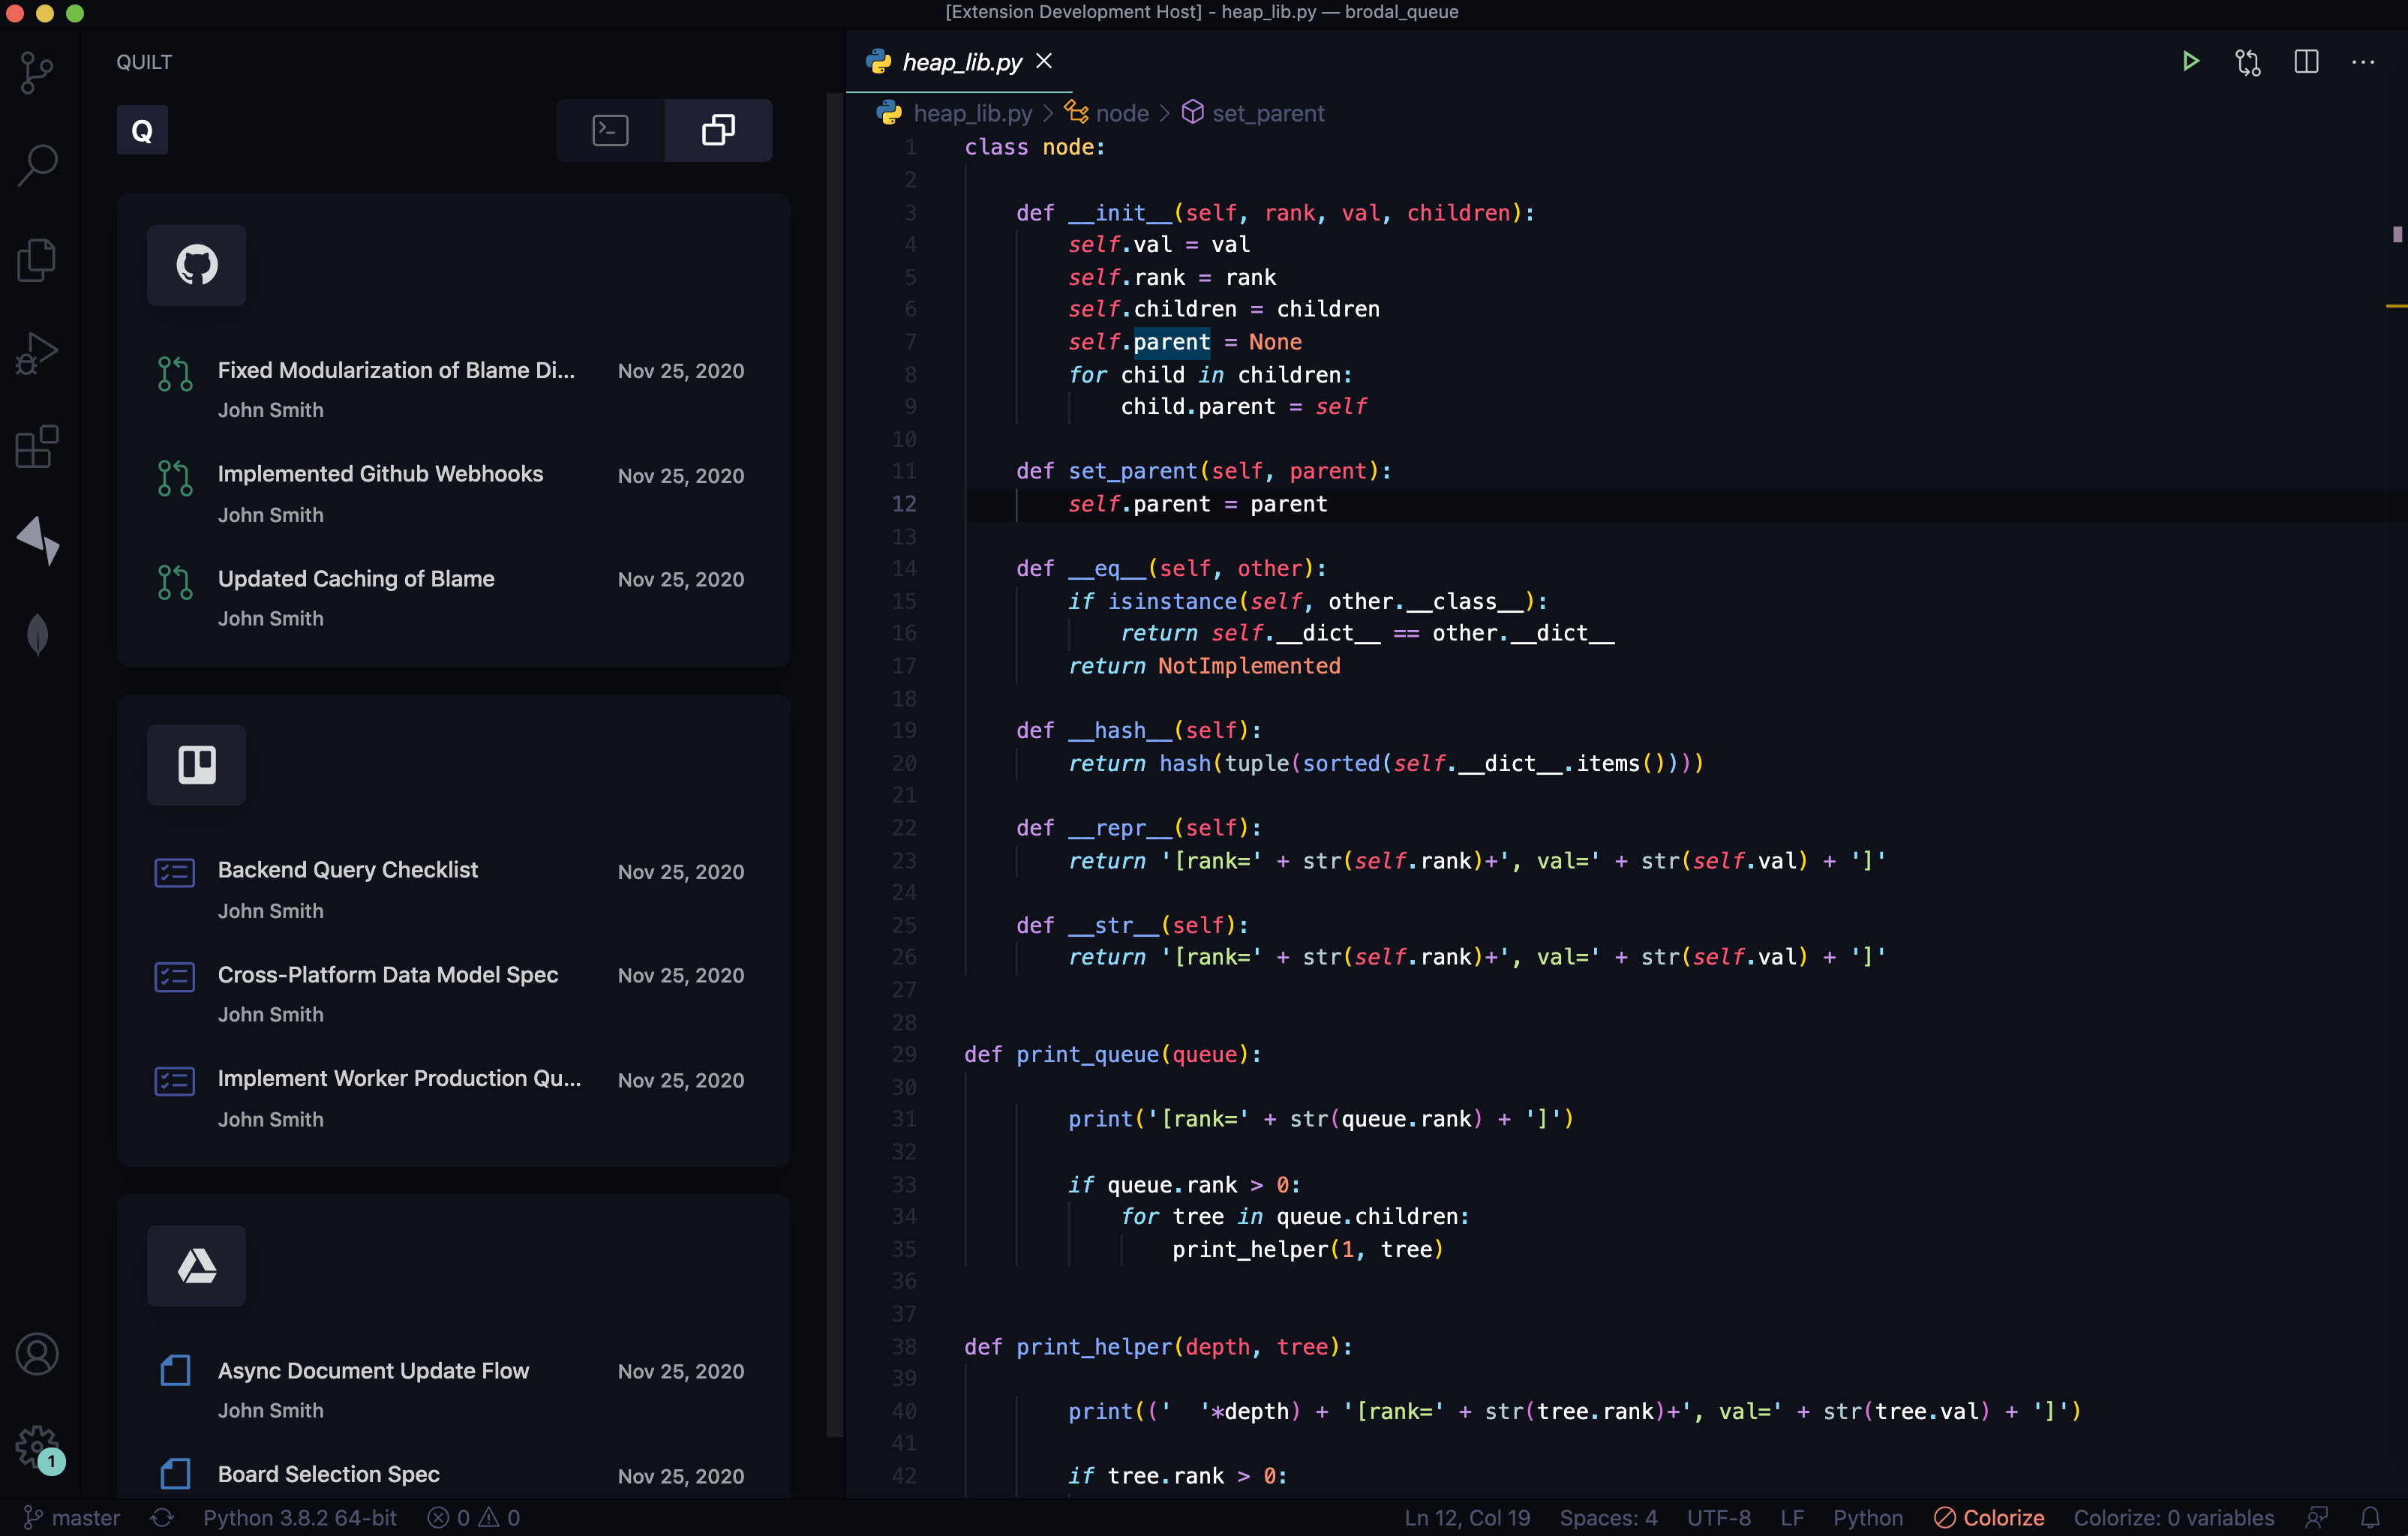 [Extension Development Host] - heap_lib.py — brodal_queue
QUILT
Q
Fixed Modularization of Blame Di... Nov 25, 2020
John Smith
Implemented Github Webhooks Nov 25, 2020
John Smith
Updated Caching of Blame Nov 25, 2020
John Smith
Backend Query Checklist Nov 25, 2020
John Smith
Cross-Platform Data Model Spec Nov 25, 2020
John Smith
Implement Worker Production Qu... Nov 25, 2020
John Smith
Async Document Update Flow Nov 25, 2020
John Smith
Board Selection Spec Nov 25, 2020
1
heap_lib.py
heap_lib.py > node > set_parent
1 class node:
2
3     def __init__(self, rank, val, children):
4         self.val = val
5         self.rank = rank
6         self.children = children
7         self.parent = None
8         for child in children:
9             child.parent = self
10
11     def set_parent(self, parent):
12         self.parent = parent
13
14     def __eq__(self, other):
15         if isinstance(self, other.__class__):
16             return self.__dict__ == other.__dict__
17         return NotImplemented
18
19     def __hash__(self):
20         return hash(tuple(sorted(self.__dict__.items())))
21
22     def __repr__(self):
23         return '[rank=' + str(self.rank)+', val=' + str(self.val) + ']'
24
25     def __str__(self):
26         return '[rank=' + str(self.rank)+', val=' + str(self.val) + ']'
27
28
29 def print_queue(queue):
30
31         print('[rank=' + str(queue.rank) + ']')
32
33         if queue.rank > 0:
34             for tree in queue.children:
35                 print_helper(1, tree)
36
37
38 def print_helper(depth, tree):
39
40         print(('  '*depth) + '[rank=' + str(tree.rank)+', val=' + str(tree.val) + ']')
41
42         if tree.rank > 0:
master Python 3.8.2 64-bit 0 0 Ln 12, Col 19 Spaces: 4 UTF-8 LF Python Colorize Colorize: 0 variables